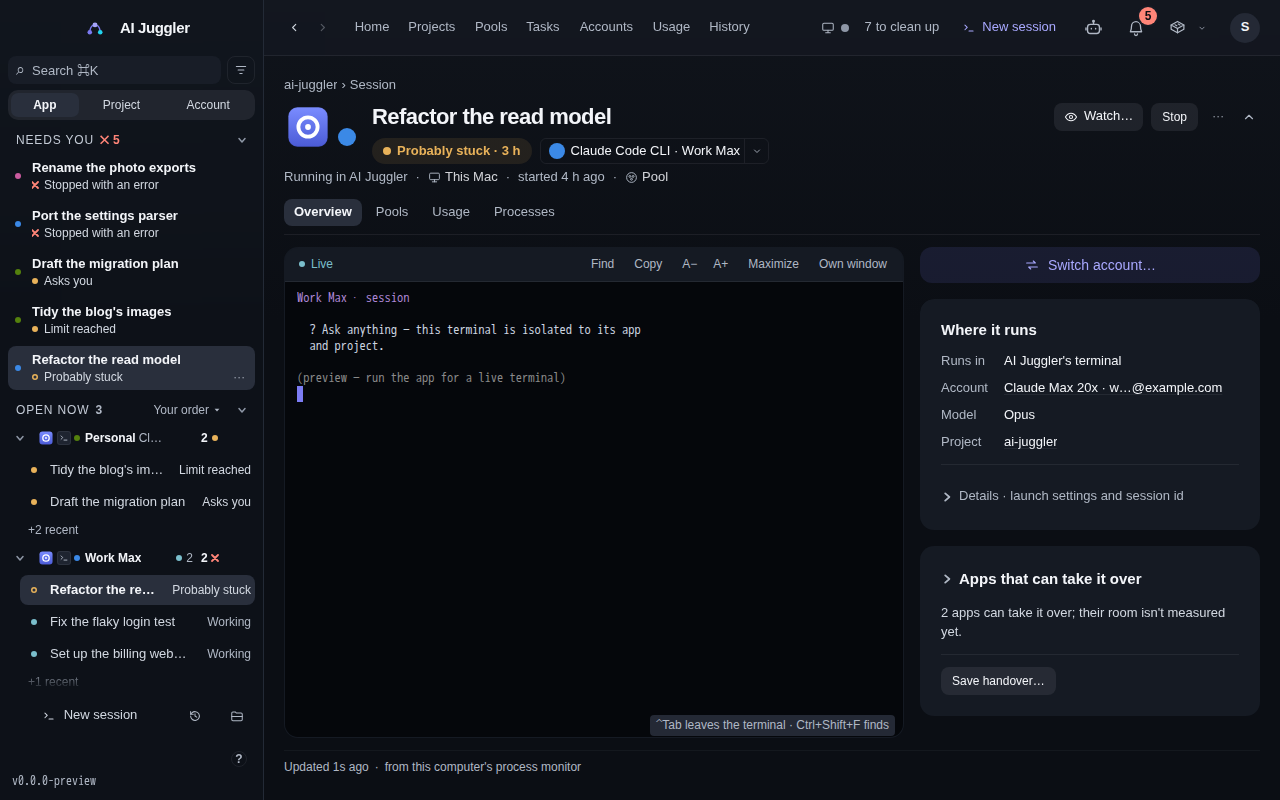 AI Juggler
Search ⌘K
App Project Account
NEEDS YOU 5
Rename the photo exports
Stopped with an error
Port the settings parser
Stopped with an error
Draft the migration plan
Asks you
Tidy the blog's images
Limit reached
Refactor the read model
Probably stuck ···
OPEN NOW 3 Your order
Personal Cl… 2
Tidy the blog's im… Limit reached
Draft the migration plan Asks you
+2 recent
Work Max 2 2
Refactor the re… Probably stuck
Fix the flaky login test Working
Set up the billing web… Working
+1 recent
New session
?
v0.0.0-preview
Home Projects Pools Tasks Accounts Usage History
7 to clean up New session 5 S
ai-juggler › Session
Refactor the read model
Watch… Stop ···
Probably stuck · 3 h Claude Code CLI · Work Max
Running in AI Juggler · This Mac · started 4 h ago · Pool
Overview Pools Usage Processes
Live Find Copy A− A+ Maximize Own window
Work Max · session
? Ask anything — this terminal is isolated to its app
and project.
(preview — run the app for a live terminal)
^Tab leaves the terminal · Ctrl+Shift+F finds
Switch account…
Where it runs
Runs in AI Juggler's terminal
Account Claude Max 20x · w…@example.com
Model Opus
Project ai-juggler
Details · launch settings and session id
Apps that can take it over
2 apps can take it over; their room isn't measured
yet.
Save handover…
Updated 1s ago · from this computer's process monitor